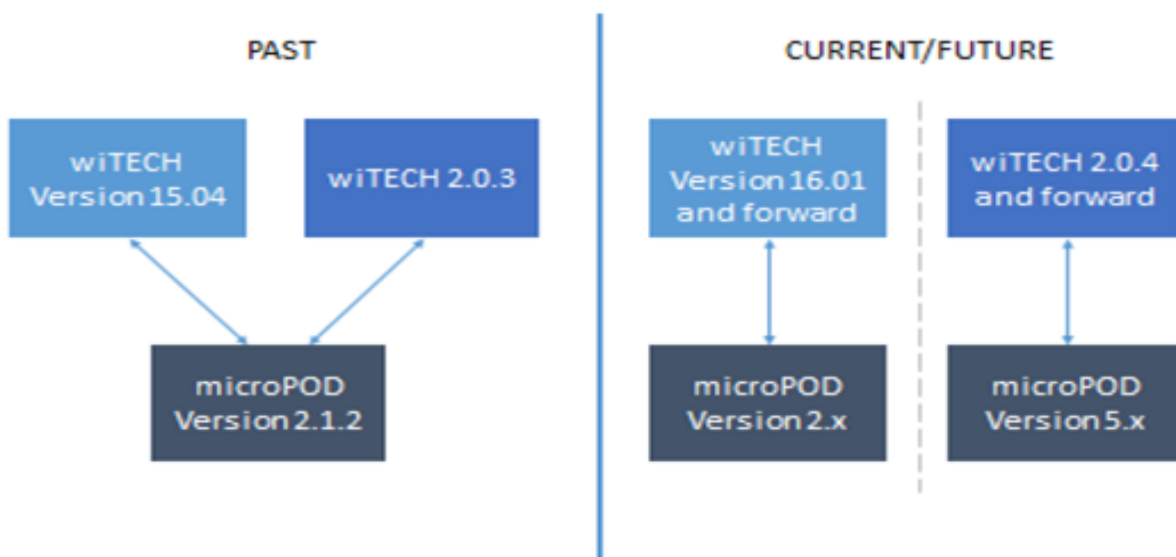 PAST
wiTECH
Version 15.04
wiTECH 2.0.3
microPOD
Version 2.1.2
CURRENT/FUTURE
wiTECH
Version 16.01
and forward
wiTECH 2.0.4
and forward
microPOD
Version 2.x
microPOD
Version 5.x